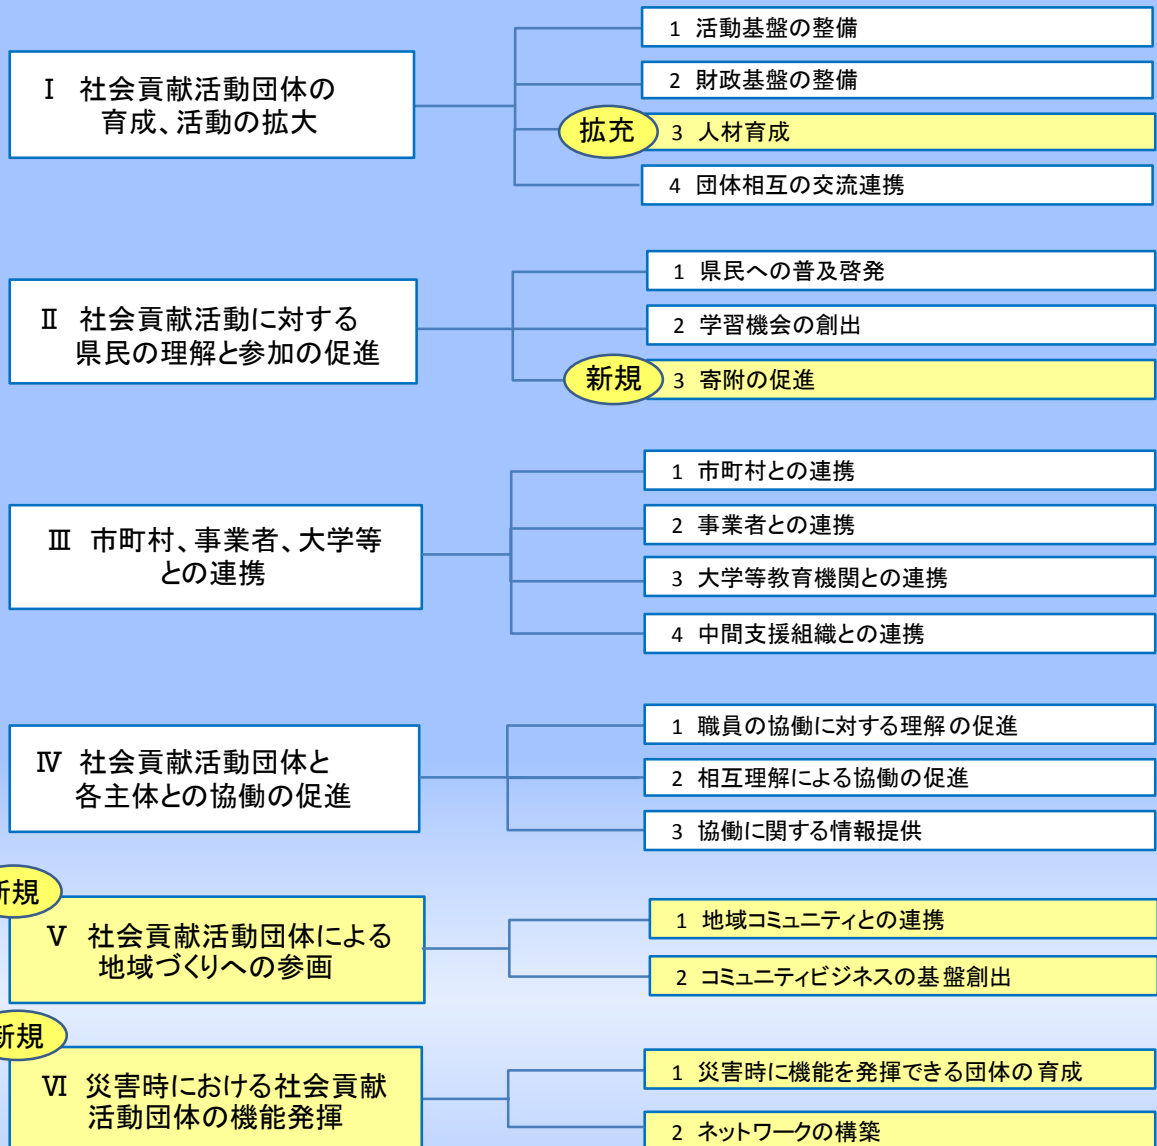 Ⅰ 社会貢献活動団体の
育成、活動の拡大
1 活動基盤の整備
2 財政基盤の整備
拡充
3 人材育成
4 団体相互の交流連携
Ⅱ 社会貢献活動に対する
県民の理解と参加の促進
1 県民への普及啓発
2 学習機会の創出
新規
3 寄附の促進
Ⅲ 市町村、事業者、大学等
との連携
1 市町村との連携
2 事業者との連携
3 大学等教育機関との連携
4 中間支援組織との連携
Ⅳ 社会貢献活動団体と
各主体との協働の促進
1 職員の協働に対する理解の促進
2 相互理解による協働の促進
3 協働に関する情報提供
新規
Ⅴ 社会貢献活動団体による
地域づくりへの参画
1 地域コミュニティとの連携
2 コミュニティビジネスの基盤創出
新規
Ⅵ 災害時における社会貢献
活動団体の機能発揮
1 災害時に機能を発揮できる団体の育成
2 ネットワークの構築